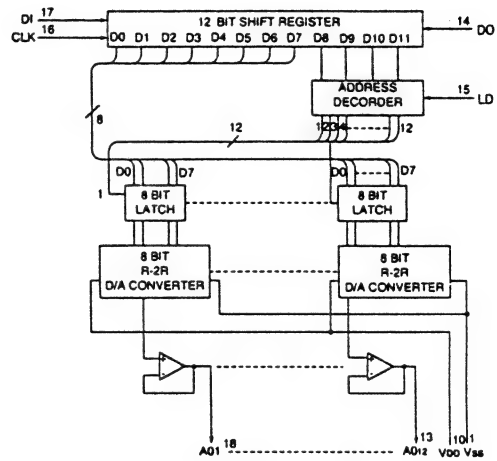 DI 17
12 BIT SHIFT REGISTER
14 DO
CLK 16
D0 D1 D2 D3 D4 D5 D6 D7 D8 D9 D10 D11
ADDRESS
DECORDER
15 LD
8
12
1 2 3 4 12
D0 D7
D0 D7
1
8 BIT
LATCH
8 BIT
LATCH
8 BIT
R-2R
D/A CONVERTER
8 BIT
R-2R
D/A CONVERTER
+
-
+
-
18
AO1
13
AO12
10
VDD
1
VSS